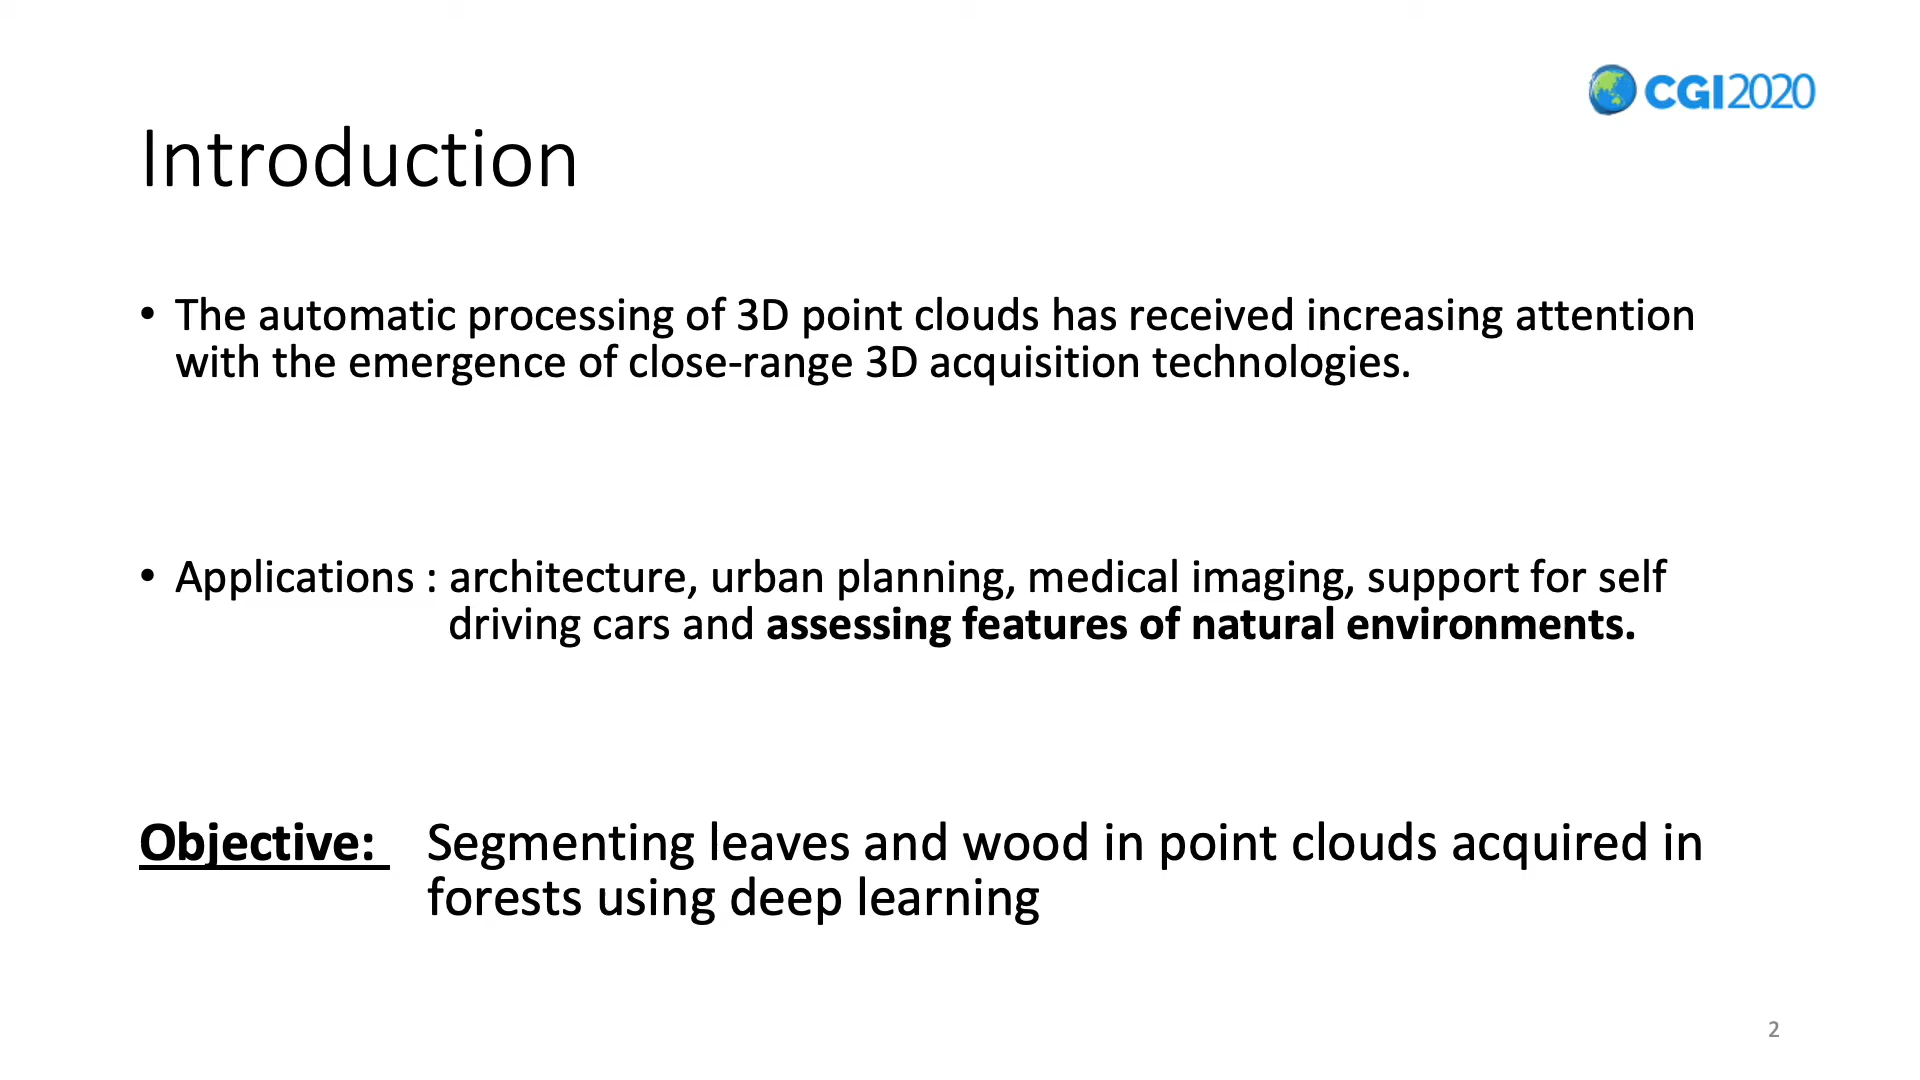 CGI2020
Introduction
• The automatic processing of 3D point clouds has received increasing attention
with the emergence of close-range 3D acquisition technologies.
• Applications : architecture, urban planning, medical imaging, support for self
driving cars and assessing features of natural environments.
Objective: Segmenting leaves and wood in point clouds acquired in
forests using deep learning
2